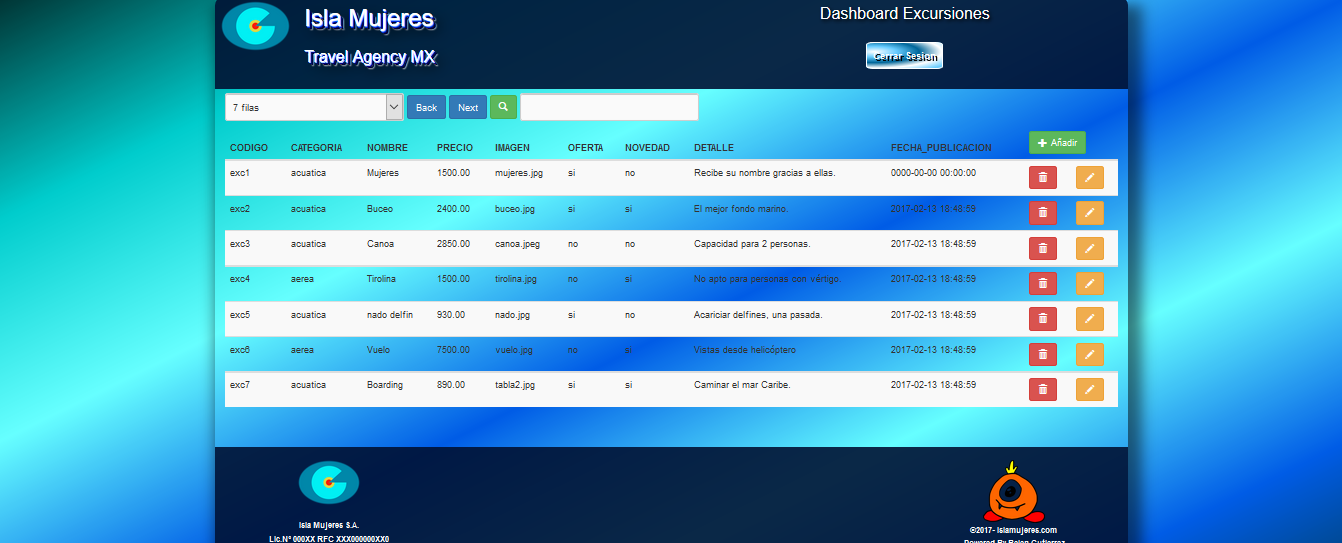 Isla Mujeres
Travel Agency MX
Dashboard Excursiones
Cerrar Sesion
7 filas Back Next
CODIGO CATEGORIA NOMBRE PRECIO IMAGEN OFERTA NOVEDAD DETALLE FECHA_PUBLICACION Añadir
exc1 acuatica Mujeres 1500.00 mujeres.jpg si no Recibe su nombre gracias a ellas. 0000-00-00 00:00:00
exc2 acuatica Buceo 2400.00 buceo.jpg si si El mejor fondo marino. 2017-02-13 18:48:59
exc3 acuatica Canoa 2850.00 canoa.jpeg no no Capacidad para 2 personas. 2017-02-13 18:48:59
exc4 aerea Tirolina 1500.00 tirolina.jpg no si No apto para personas con vértigo. 2017-02-13 18:48:59
exc5 acuatica nado delfin 930.00 nado.jpg si no Acariciar delfines, una pasada. 2017-02-13 18:48:59
exc6 aerea Vuelo 7500.00 vuelo.jpg no si Vistas desde helicóptero 2017-02-13 18:48:59
exc7 acuatica Boarding 890.00 tabla2.jpg si si Caminar el mar Caribe. 2017-02-13 18:48:59
Isla Mujeres S.A.
Lic.Nº 000XX RFC XXX000000XX0
©2017- islamujeres.com
Powered By Belen Gutierrez